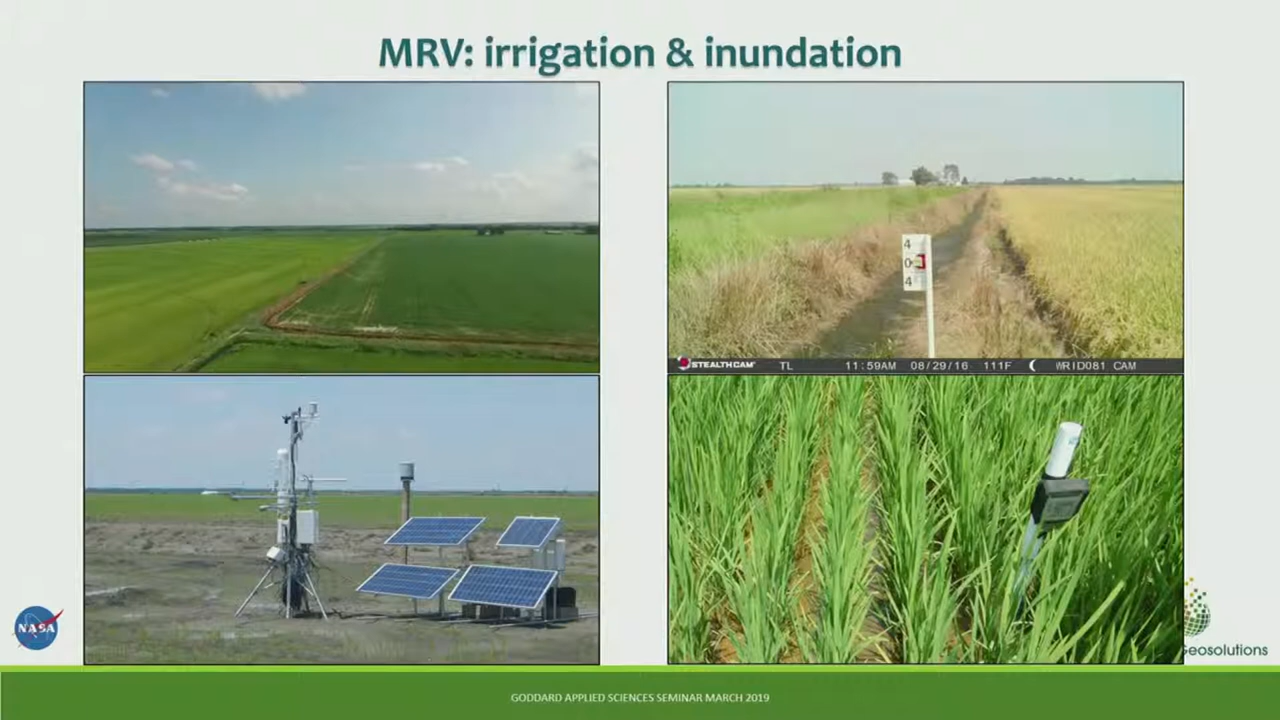 MRV: irrigation & inundation
4
0
4
STEALTHCAM TL 11:59AM 08/29/16 111F WRID081 CAM
NASA
Geosolutions
GODDARD APPLIED SCIENCES SEMINAR MARCH 2019